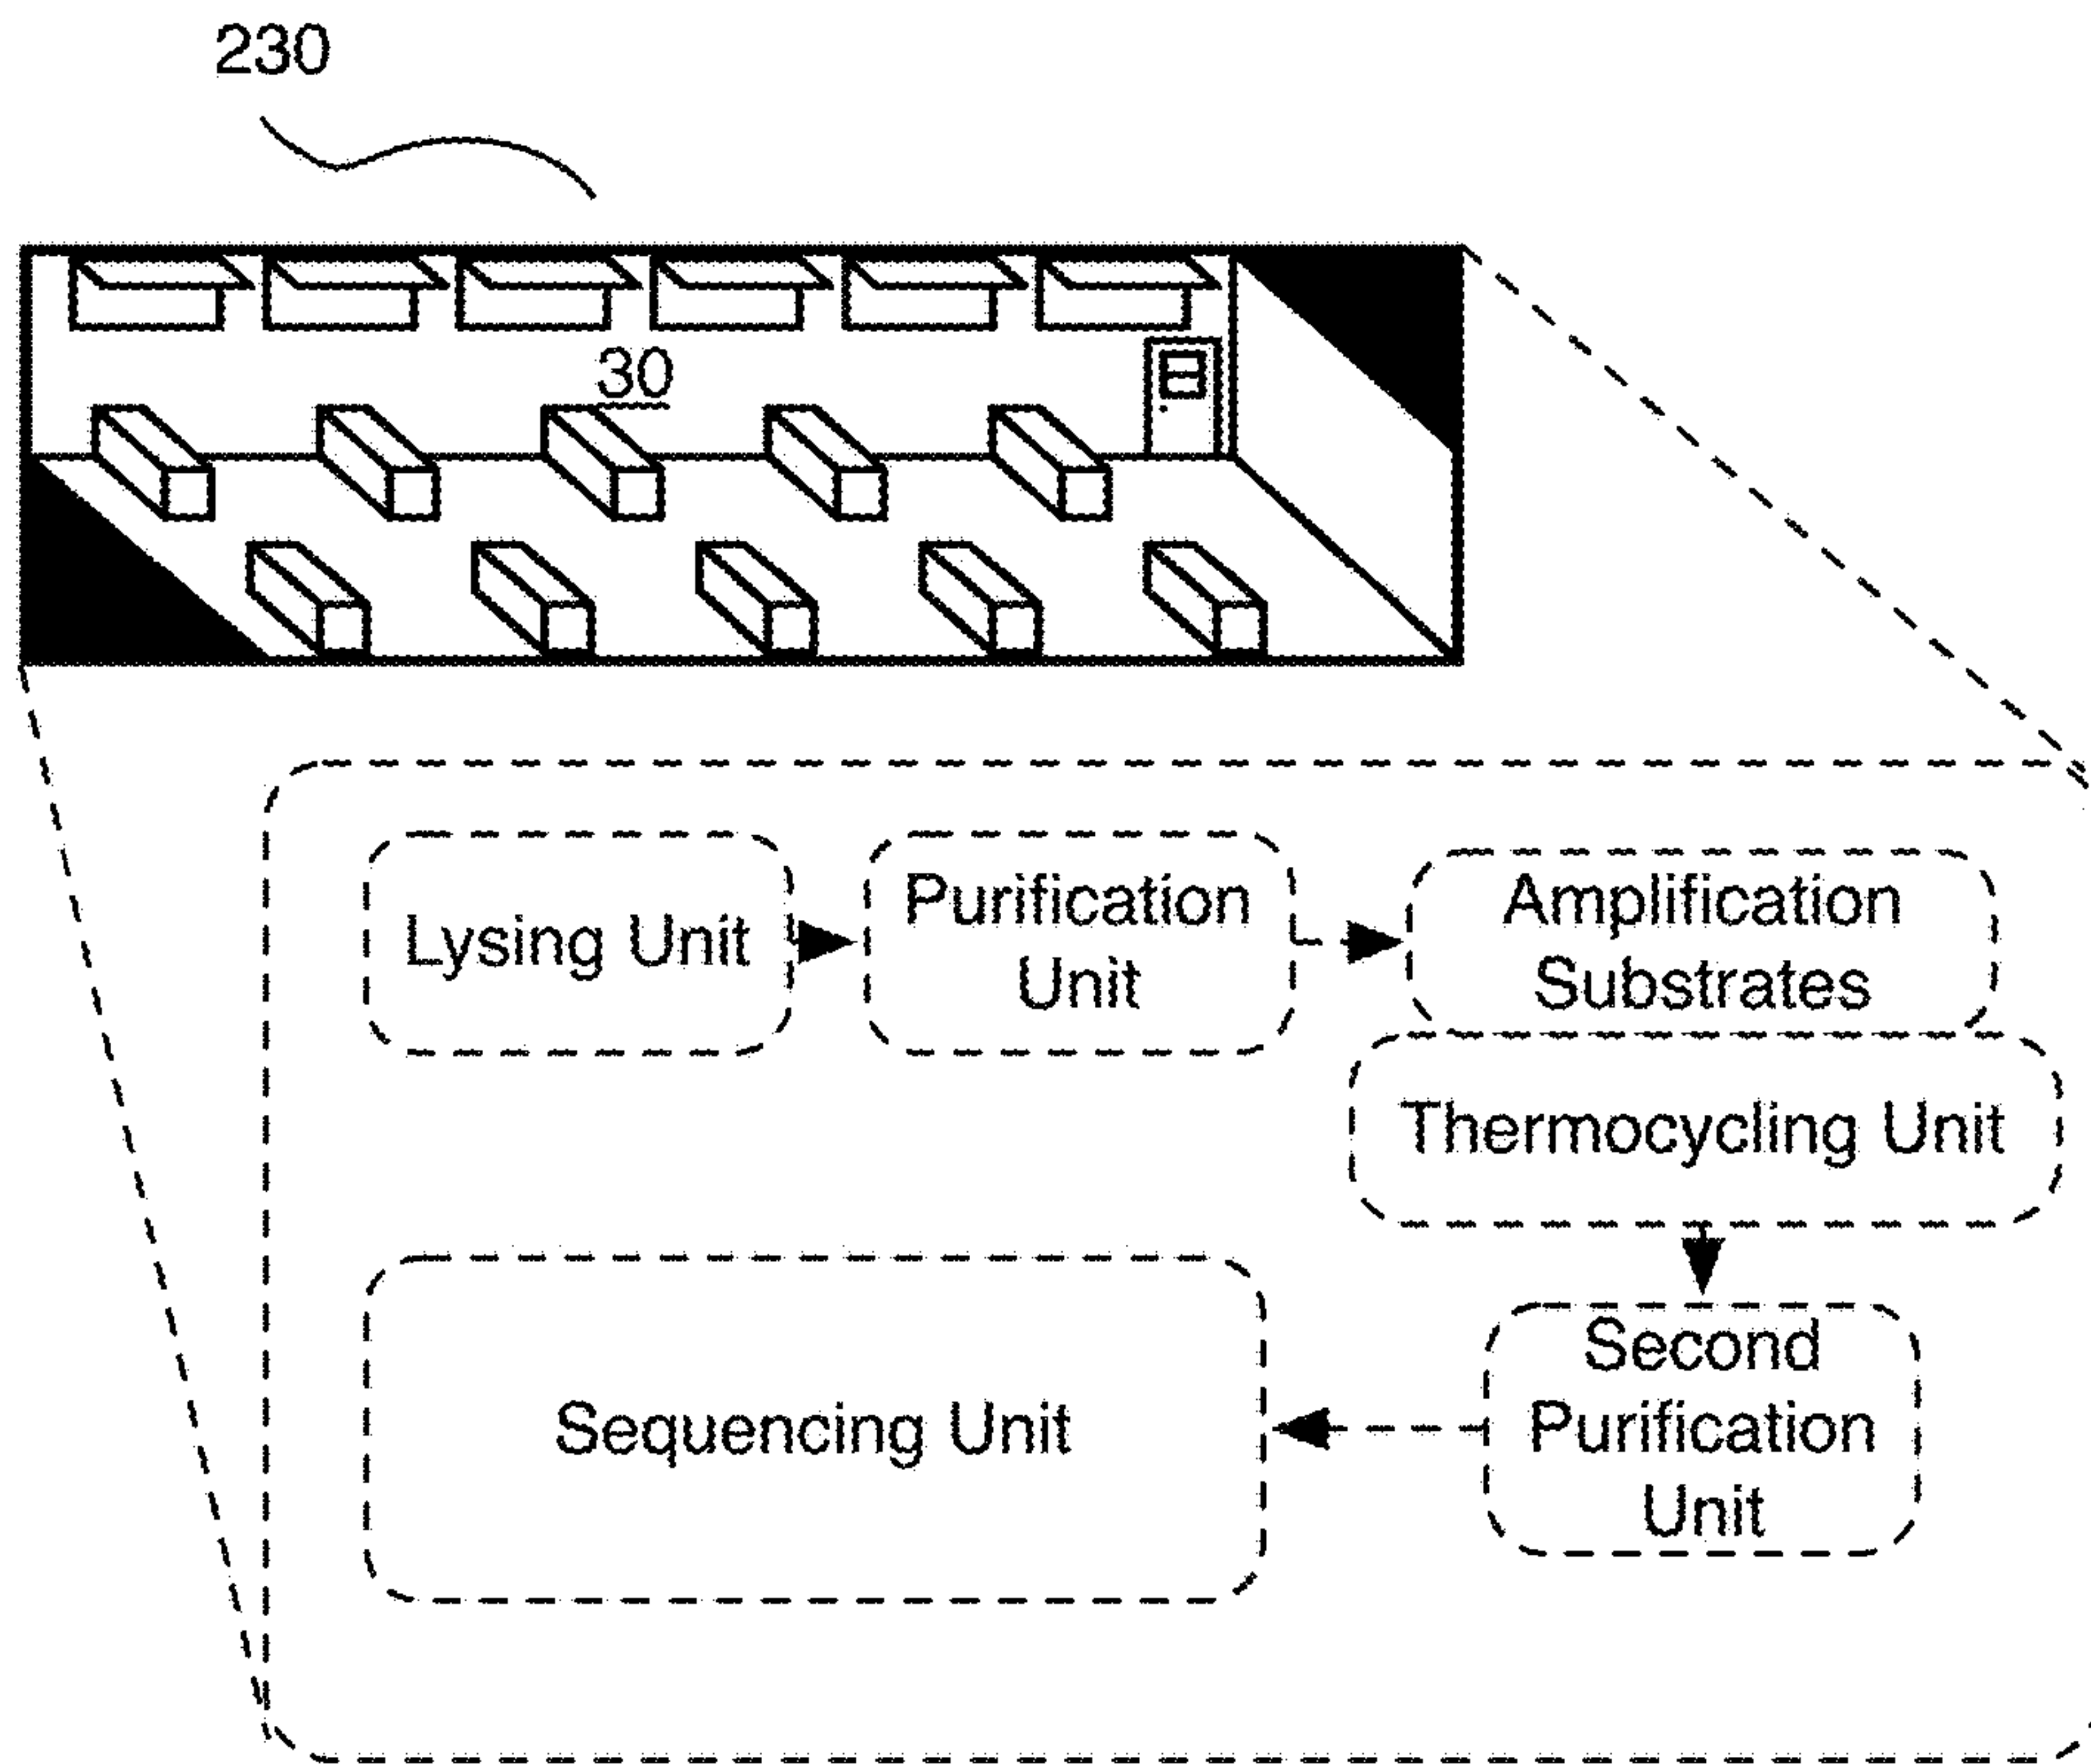 230
30
Lysing Unit
Purification
Unit
Amplification
Substrates
Thermocycling Unit
Second
Purification
Unit
Sequencing Unit